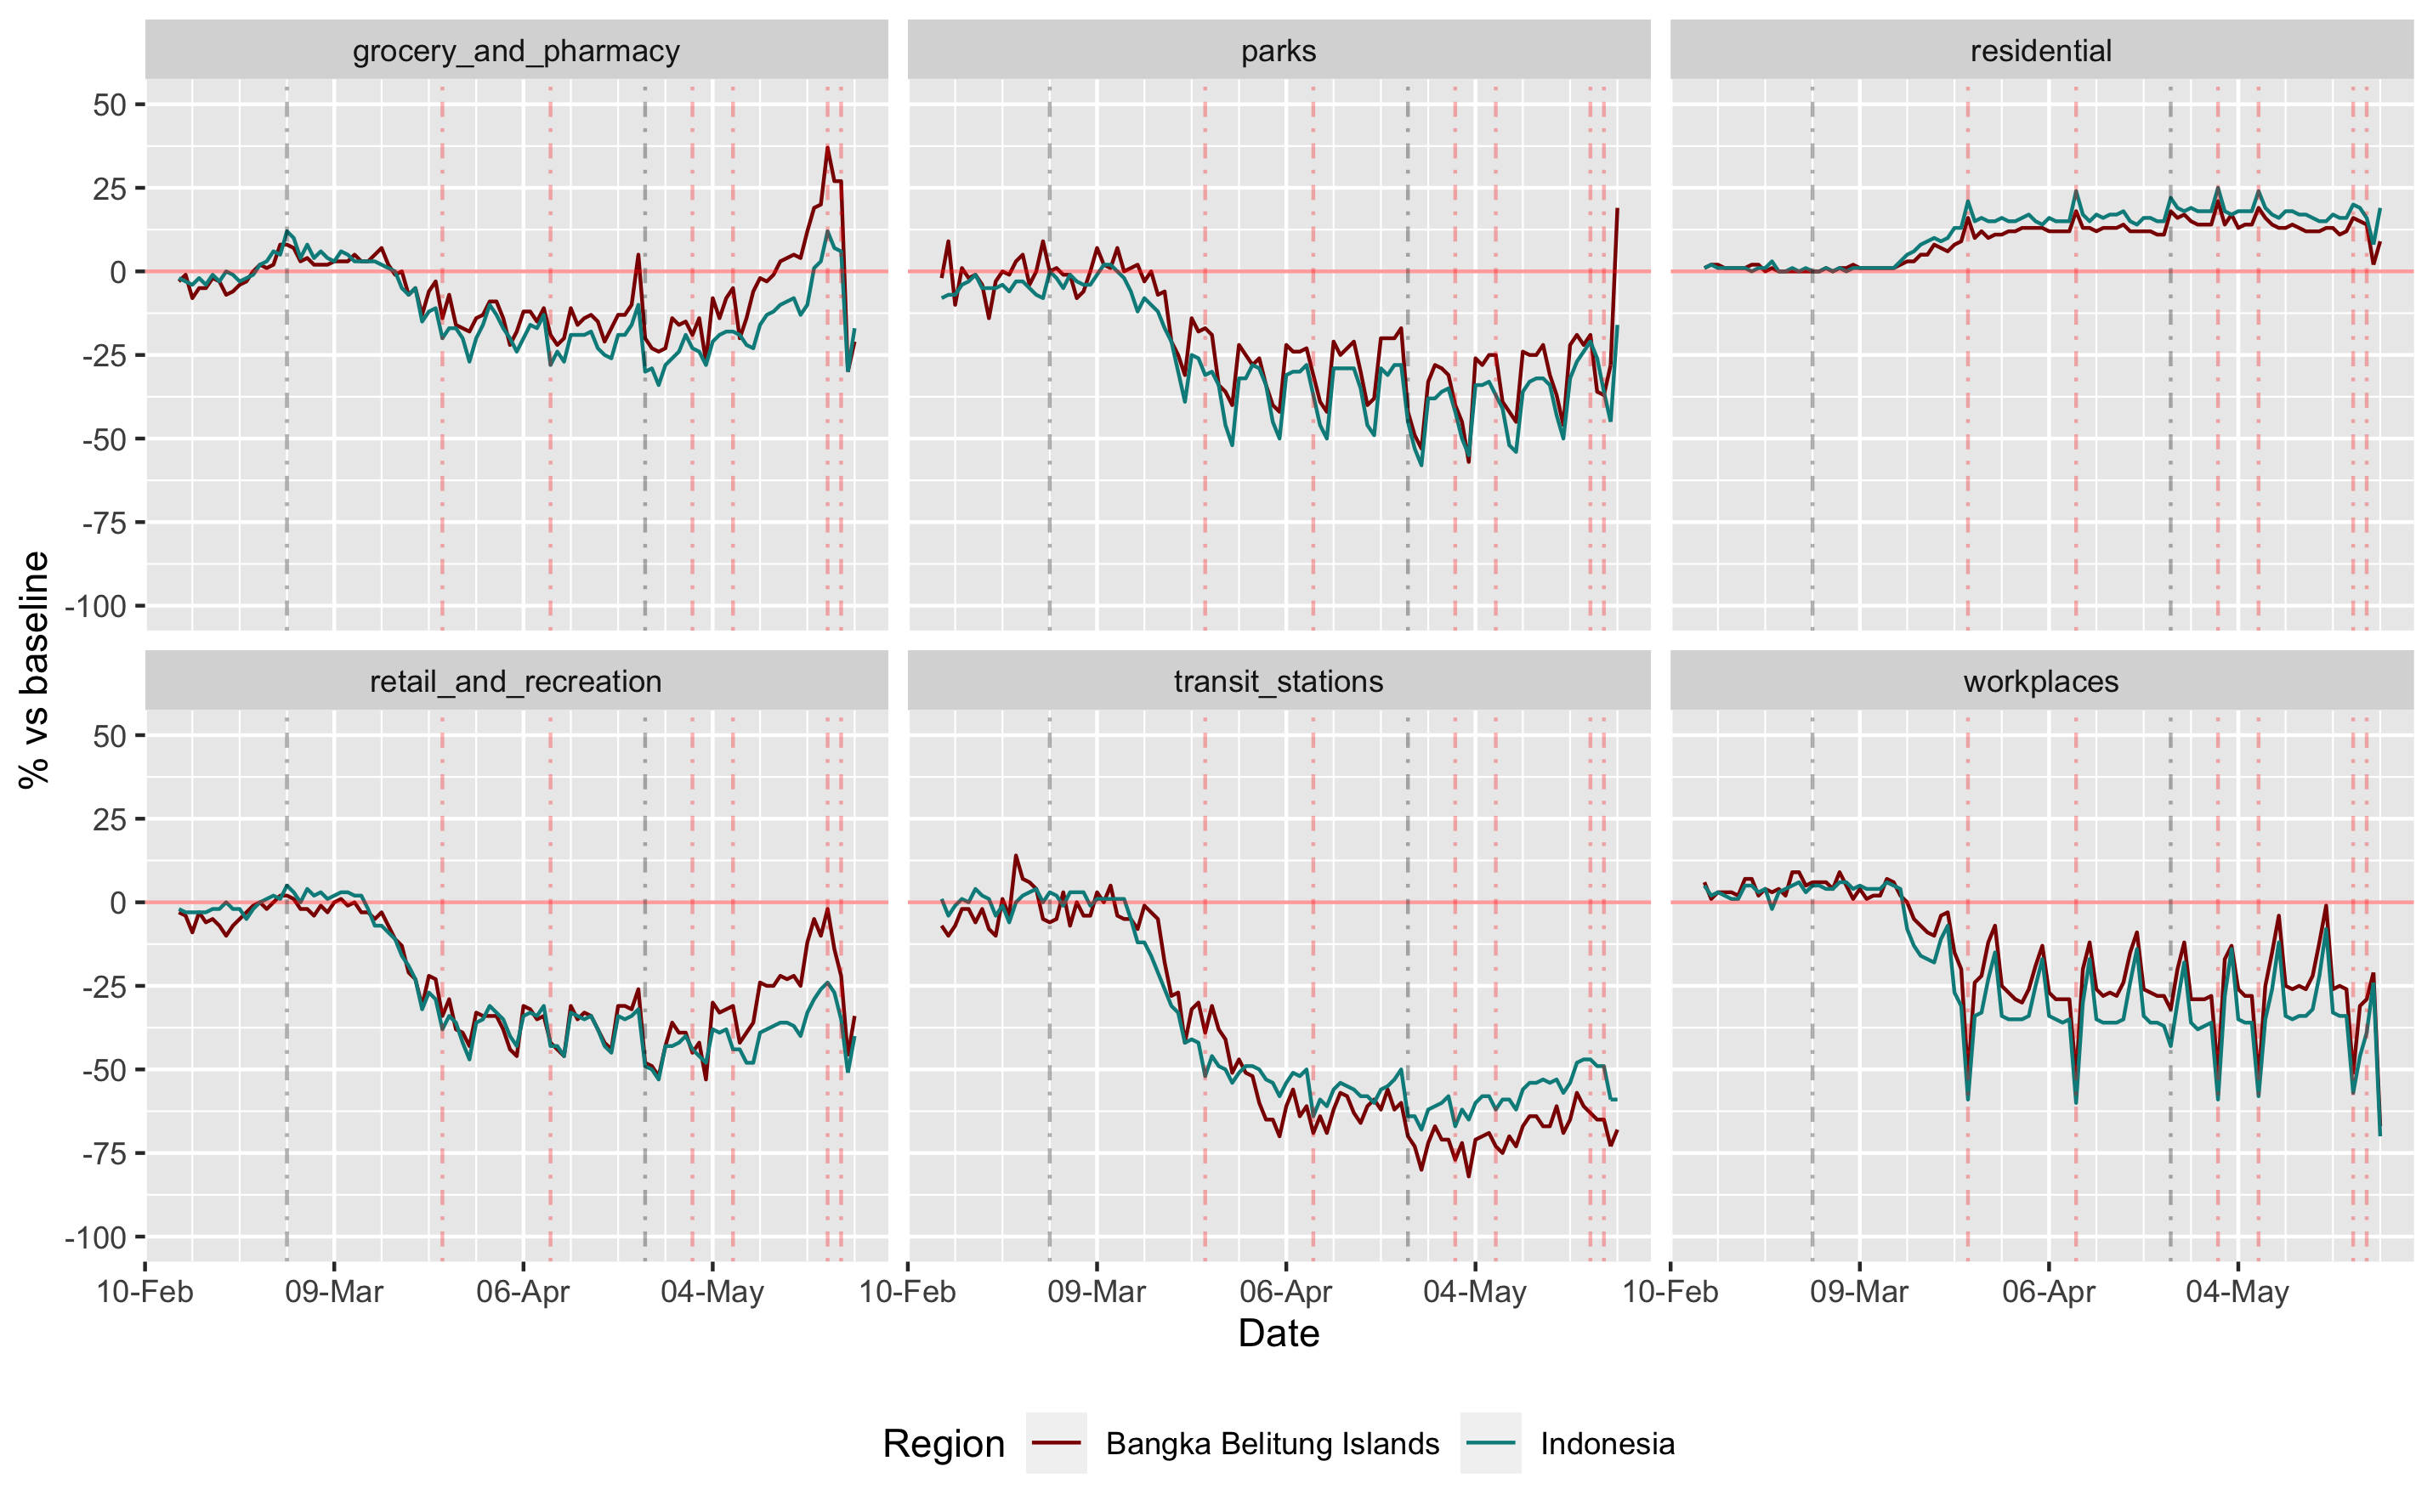 grocery_and_pharmacy
parks
residential
50
25
0
-25
-50
-75
-100
retail_and_recreation
transit_stations
workplaces
50
25
0
-25
-50
-75
-100
% vs baseline
10-Feb 09-Mar 06-Apr 04-May
10-Feb 09-Mar 06-Apr 04-May
10-Feb 09-Mar 06-Apr 04-May
Date
Region Bangka Belitung Islands Indonesia